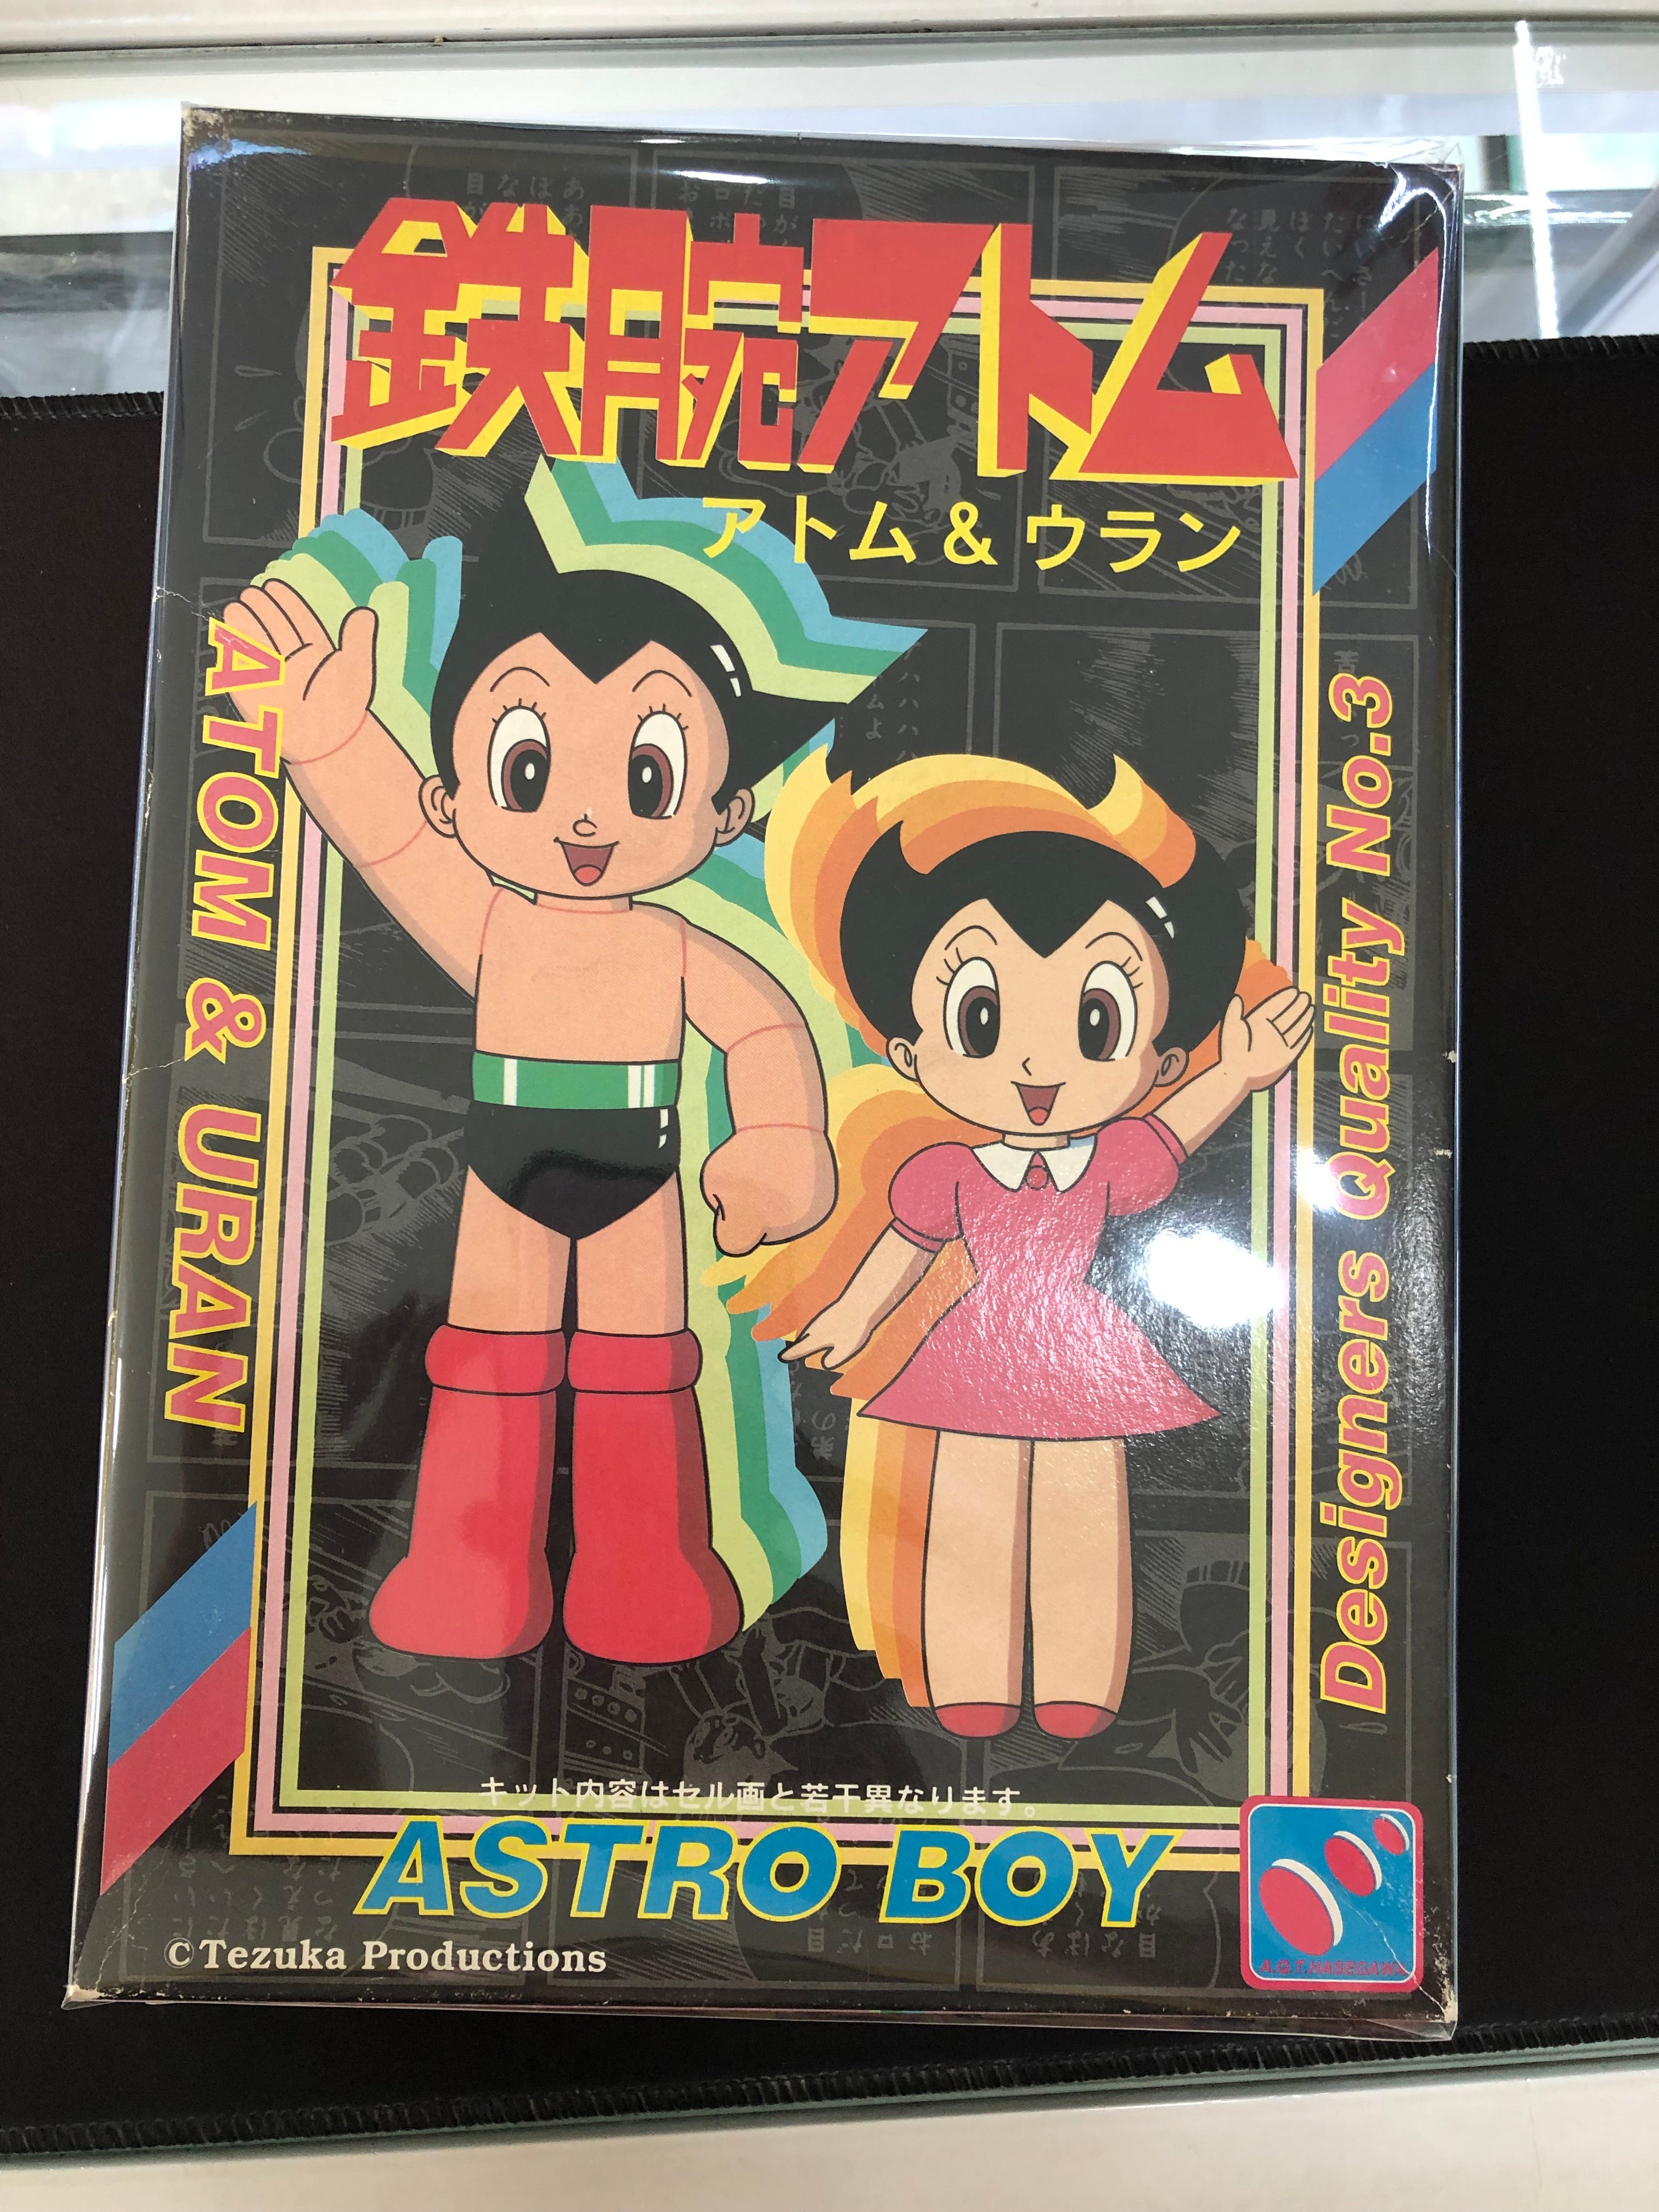 鉄腕アトム
アトム&ウラン
ATOM & URAN
Designers Quality No.3
キット内容はセル画と若干異なります。
ASTRO BOY
©Tezuka Productions
A.G.T.HASEGAWA